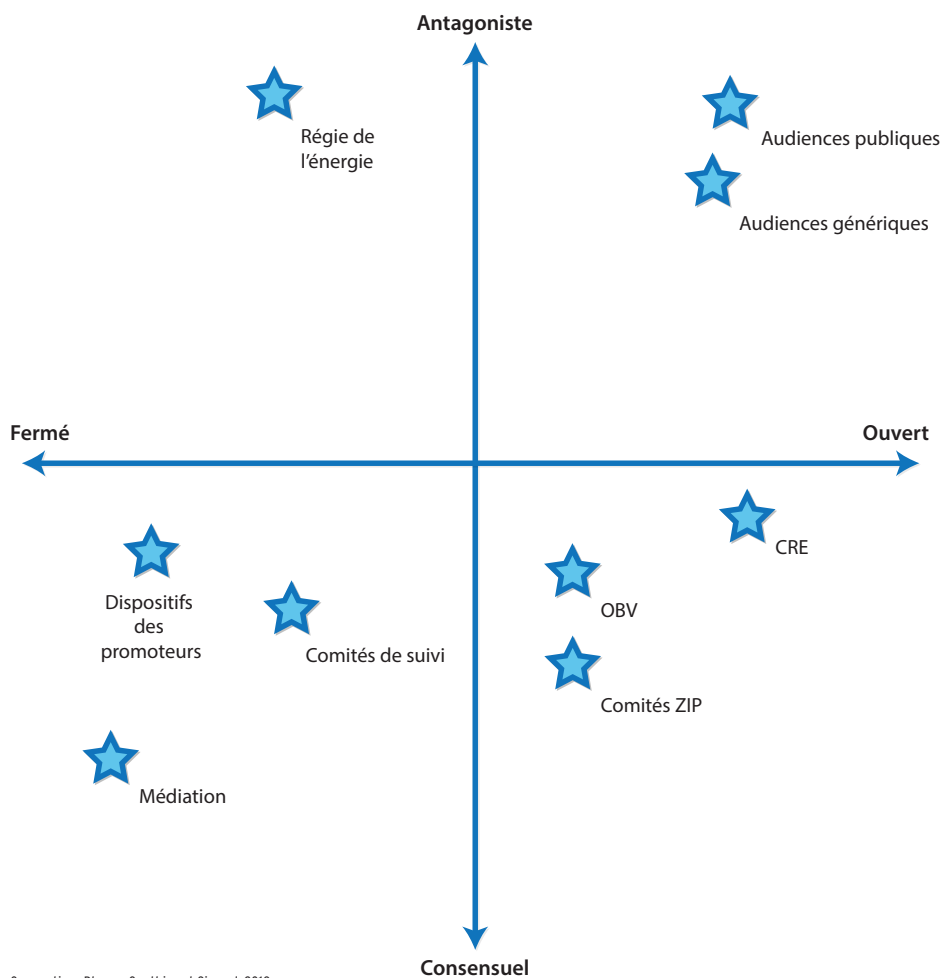 Antagoniste
Régie de
l'énergie
Audiences publiques
Audiences génériques
Fermé
Ouvert
CRE
Dispositifs
des
promoteurs
OBV
Comités de suivi
Comités ZIP
Médiation
Consensuel